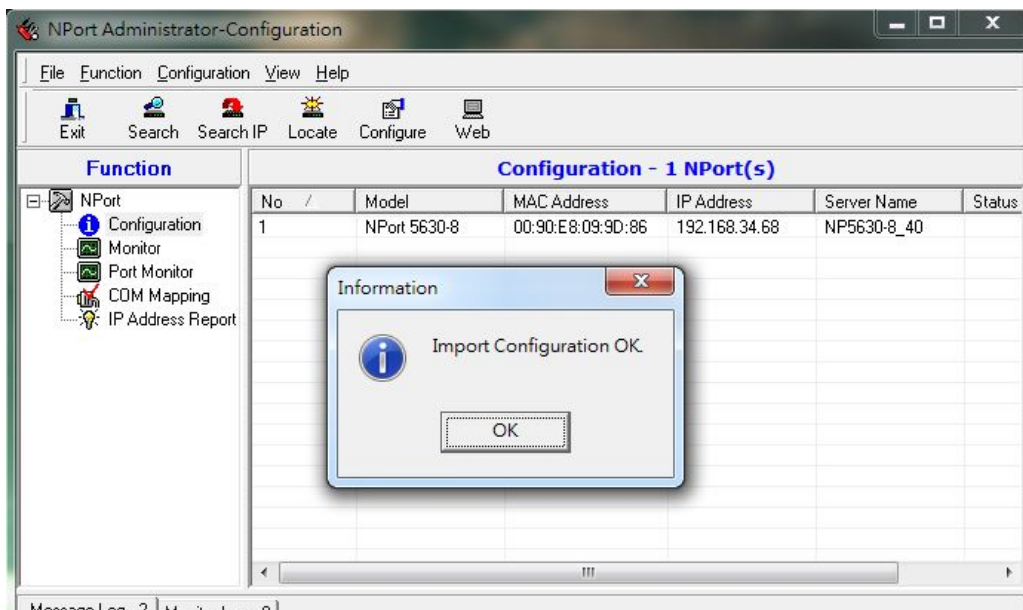 NPort Administrator-Configuration
File Function Configuration View Help
Exit Search Search IP Locate Configure Web
Function
Configuration - 1 NPort(s)
NPort
Configuration
Monitor
Port Monitor
COM Mapping
IP Address Report
No Model MAC Address IP Address Server Name Status
1 NPort 5630-8 00:90:E8:09:9D:86 192.168.34.68 NP5630-8_40
Information
Import Configuration OK.
OK
Message Log - 2